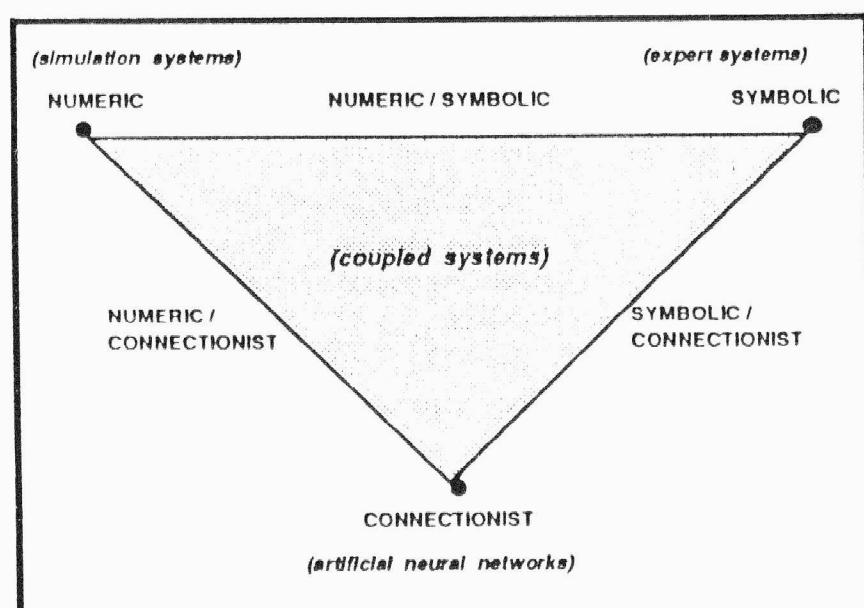 (simulation systems) (expert systems)
NUMERIC NUMERIC / SYMBOLIC SYMBOLIC
(coupled systems)
NUMERIC / SYMBOLIC /
CONNECTIONIST CONNECTIONIST
CONNECTIONIST
(artificial neural networks)